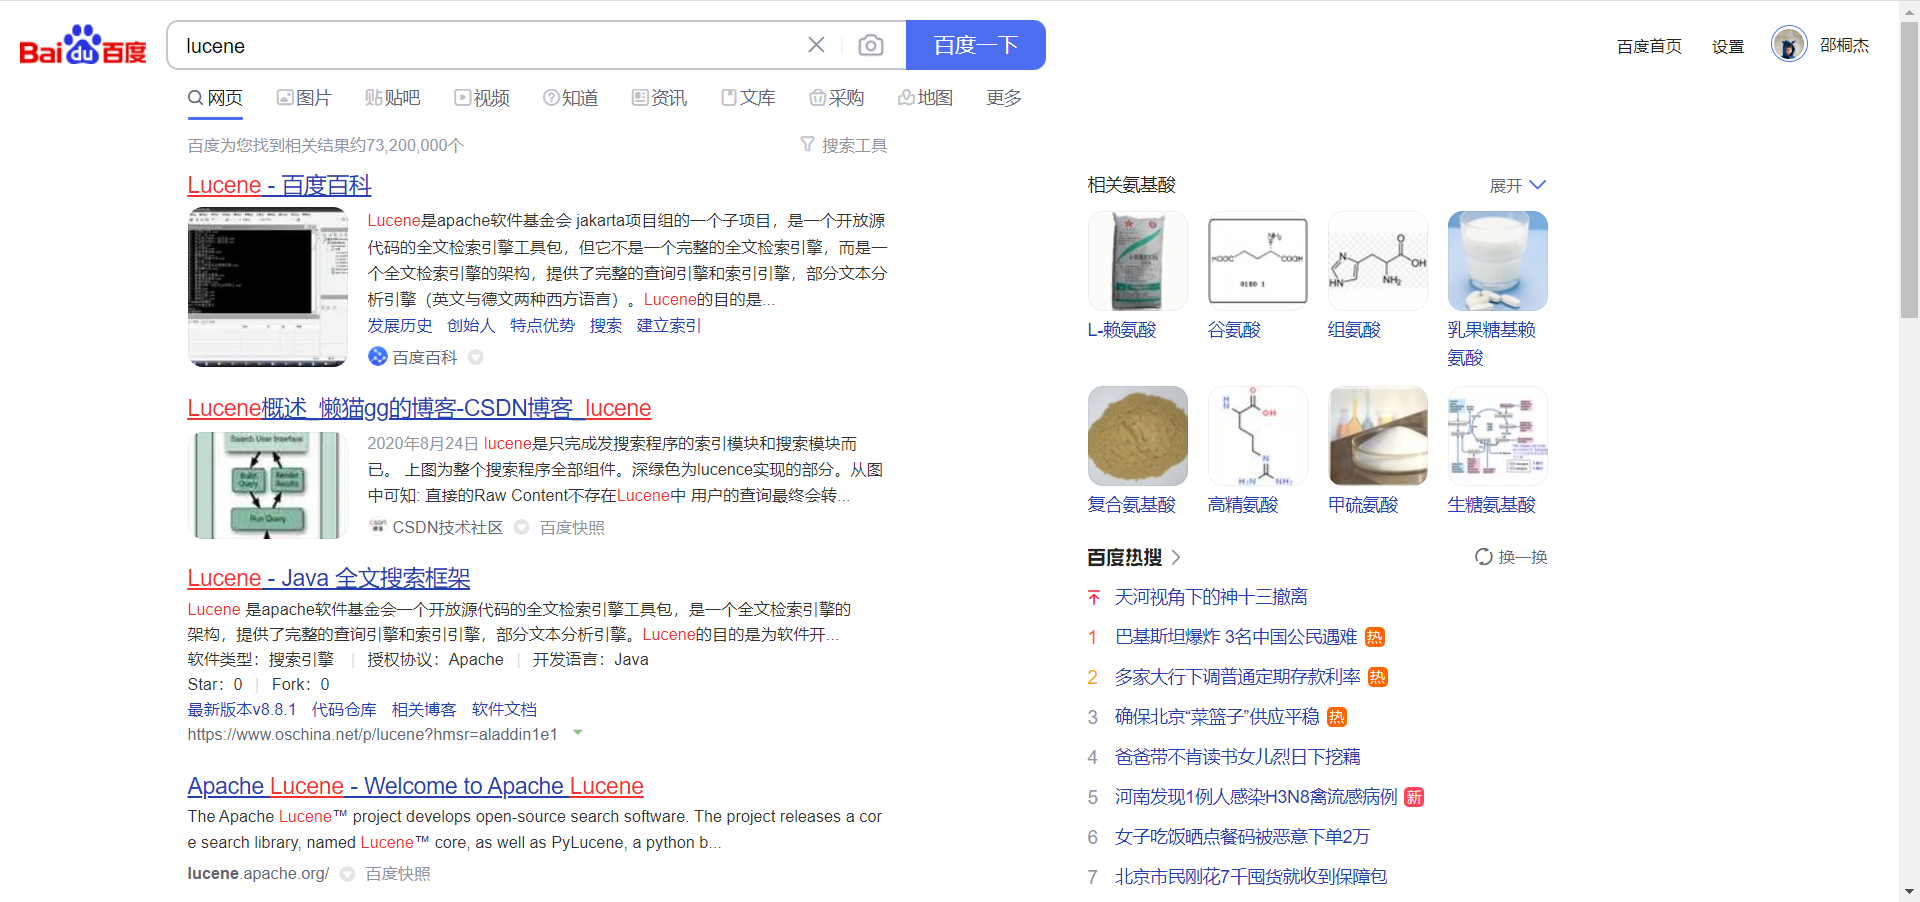 Bai du 百度
lucene
百度一下
百度首页 设置 邵桐杰
网页 图片 贴吧 视频 知道 资讯 文库 采购 地图 更多
百度为您找到相关结果约73,200,000个 搜索工具
Lucene - 百度百科
Lucene是apache软件基金会 jakarta项目组的一个子项目，是一个开放源
代码的全文检索引擎工具包，但它不是一个完整的全文检索引擎，而是一
个全文检索引擎的架构，提供了完整的查询引擎和索引引擎，部分文本分
析引擎（英文与德文两种西方语言）。Lucene的目的是...
发展历史 创始人 特点优势 搜索 建立索引
百度百科
Lucene概述_懒猫gg的博客-CSDN博客_lucene
Search User Interface
Build Query
Render Results
Run Query
2020年8月24日 lucene是只完成发搜索程序的索引模块和搜索模块而
已。 上图为整个搜索程序全部组件。深绿色为lucence实现的部分。从图
中可知: 直接的Raw Content不存在Lucene中 用户的查询最终会转...
CSDN技术社区 百度快照
Lucene - Java 全文搜索框架
Lucene 是apache软件基金会一个开放源代码的全文检索引擎工具包，是一个全文检索引擎的
架构，提供了完整的查询引擎和索引引擎，部分文本分析引擎。Lucene的目的是为软件开...
软件类型：搜索引擎 | 授权协议：Apache | 开发语言：Java
Star：0 | Fork：0
最新版本v8.8.1 代码仓库 相关博客 软件文档
https://www.oschina.net/p/lucene?hmsr=aladdin1e1
Apache Lucene - Welcome to Apache Lucene
The Apache Lucene™ project develops open-source search software. The project releases a cor
e search library, named Lucene™ core, as well as PyLucene, a python b...
lucene.apache.org/ 百度快照
相关氨基酸 展开
L-赖氨酸 谷氨酸 组氨酸 乳果糖基赖
氨酸
复合氨基酸 高精氨酸 甲硫氨酸 生糖氨基酸
百度热搜 换一换
天河视角下的神十三撤离
1 巴基斯坦爆炸 3名中国公民遇难 热
2 多家大行下调普通定期存款利率 热
3 确保北京“菜篮子”供应平稳 热
4 爸爸带不肯读书女儿烈日下挖藕
5 河南发现1例人感染H3N8禽流感病例 新
6 女子吃饭晒点餐码被恶意下单2万
7 北京市民刚花7千囤货就收到保障包